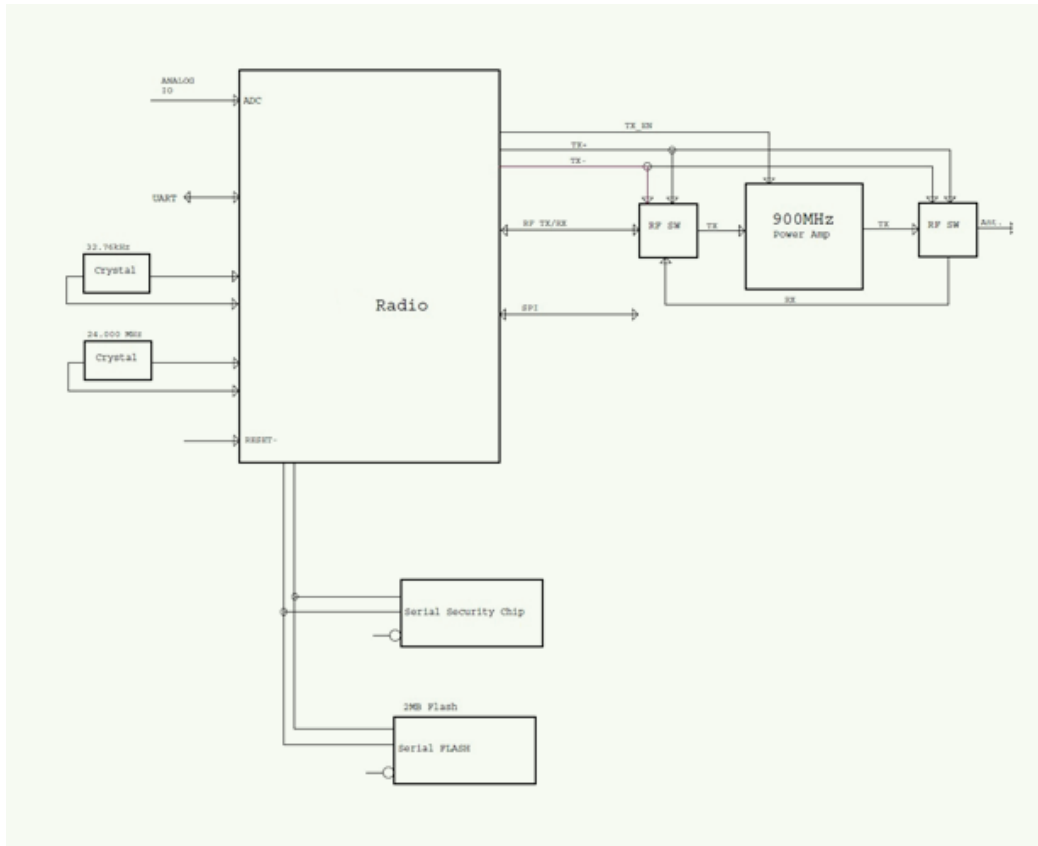 ANALOG
IO
ADC
TX_EN
TX+
TX-
UART
RF TX/RX
RF SW
TX
900MHz
Power Amp
TX
RF SW
Ant.
32.76kHz
Crystal
Radio
SPI
RX
24.000 MHz
Crystal
RESET-
Serial Security Chip
2MB Flash
Serial FLASH